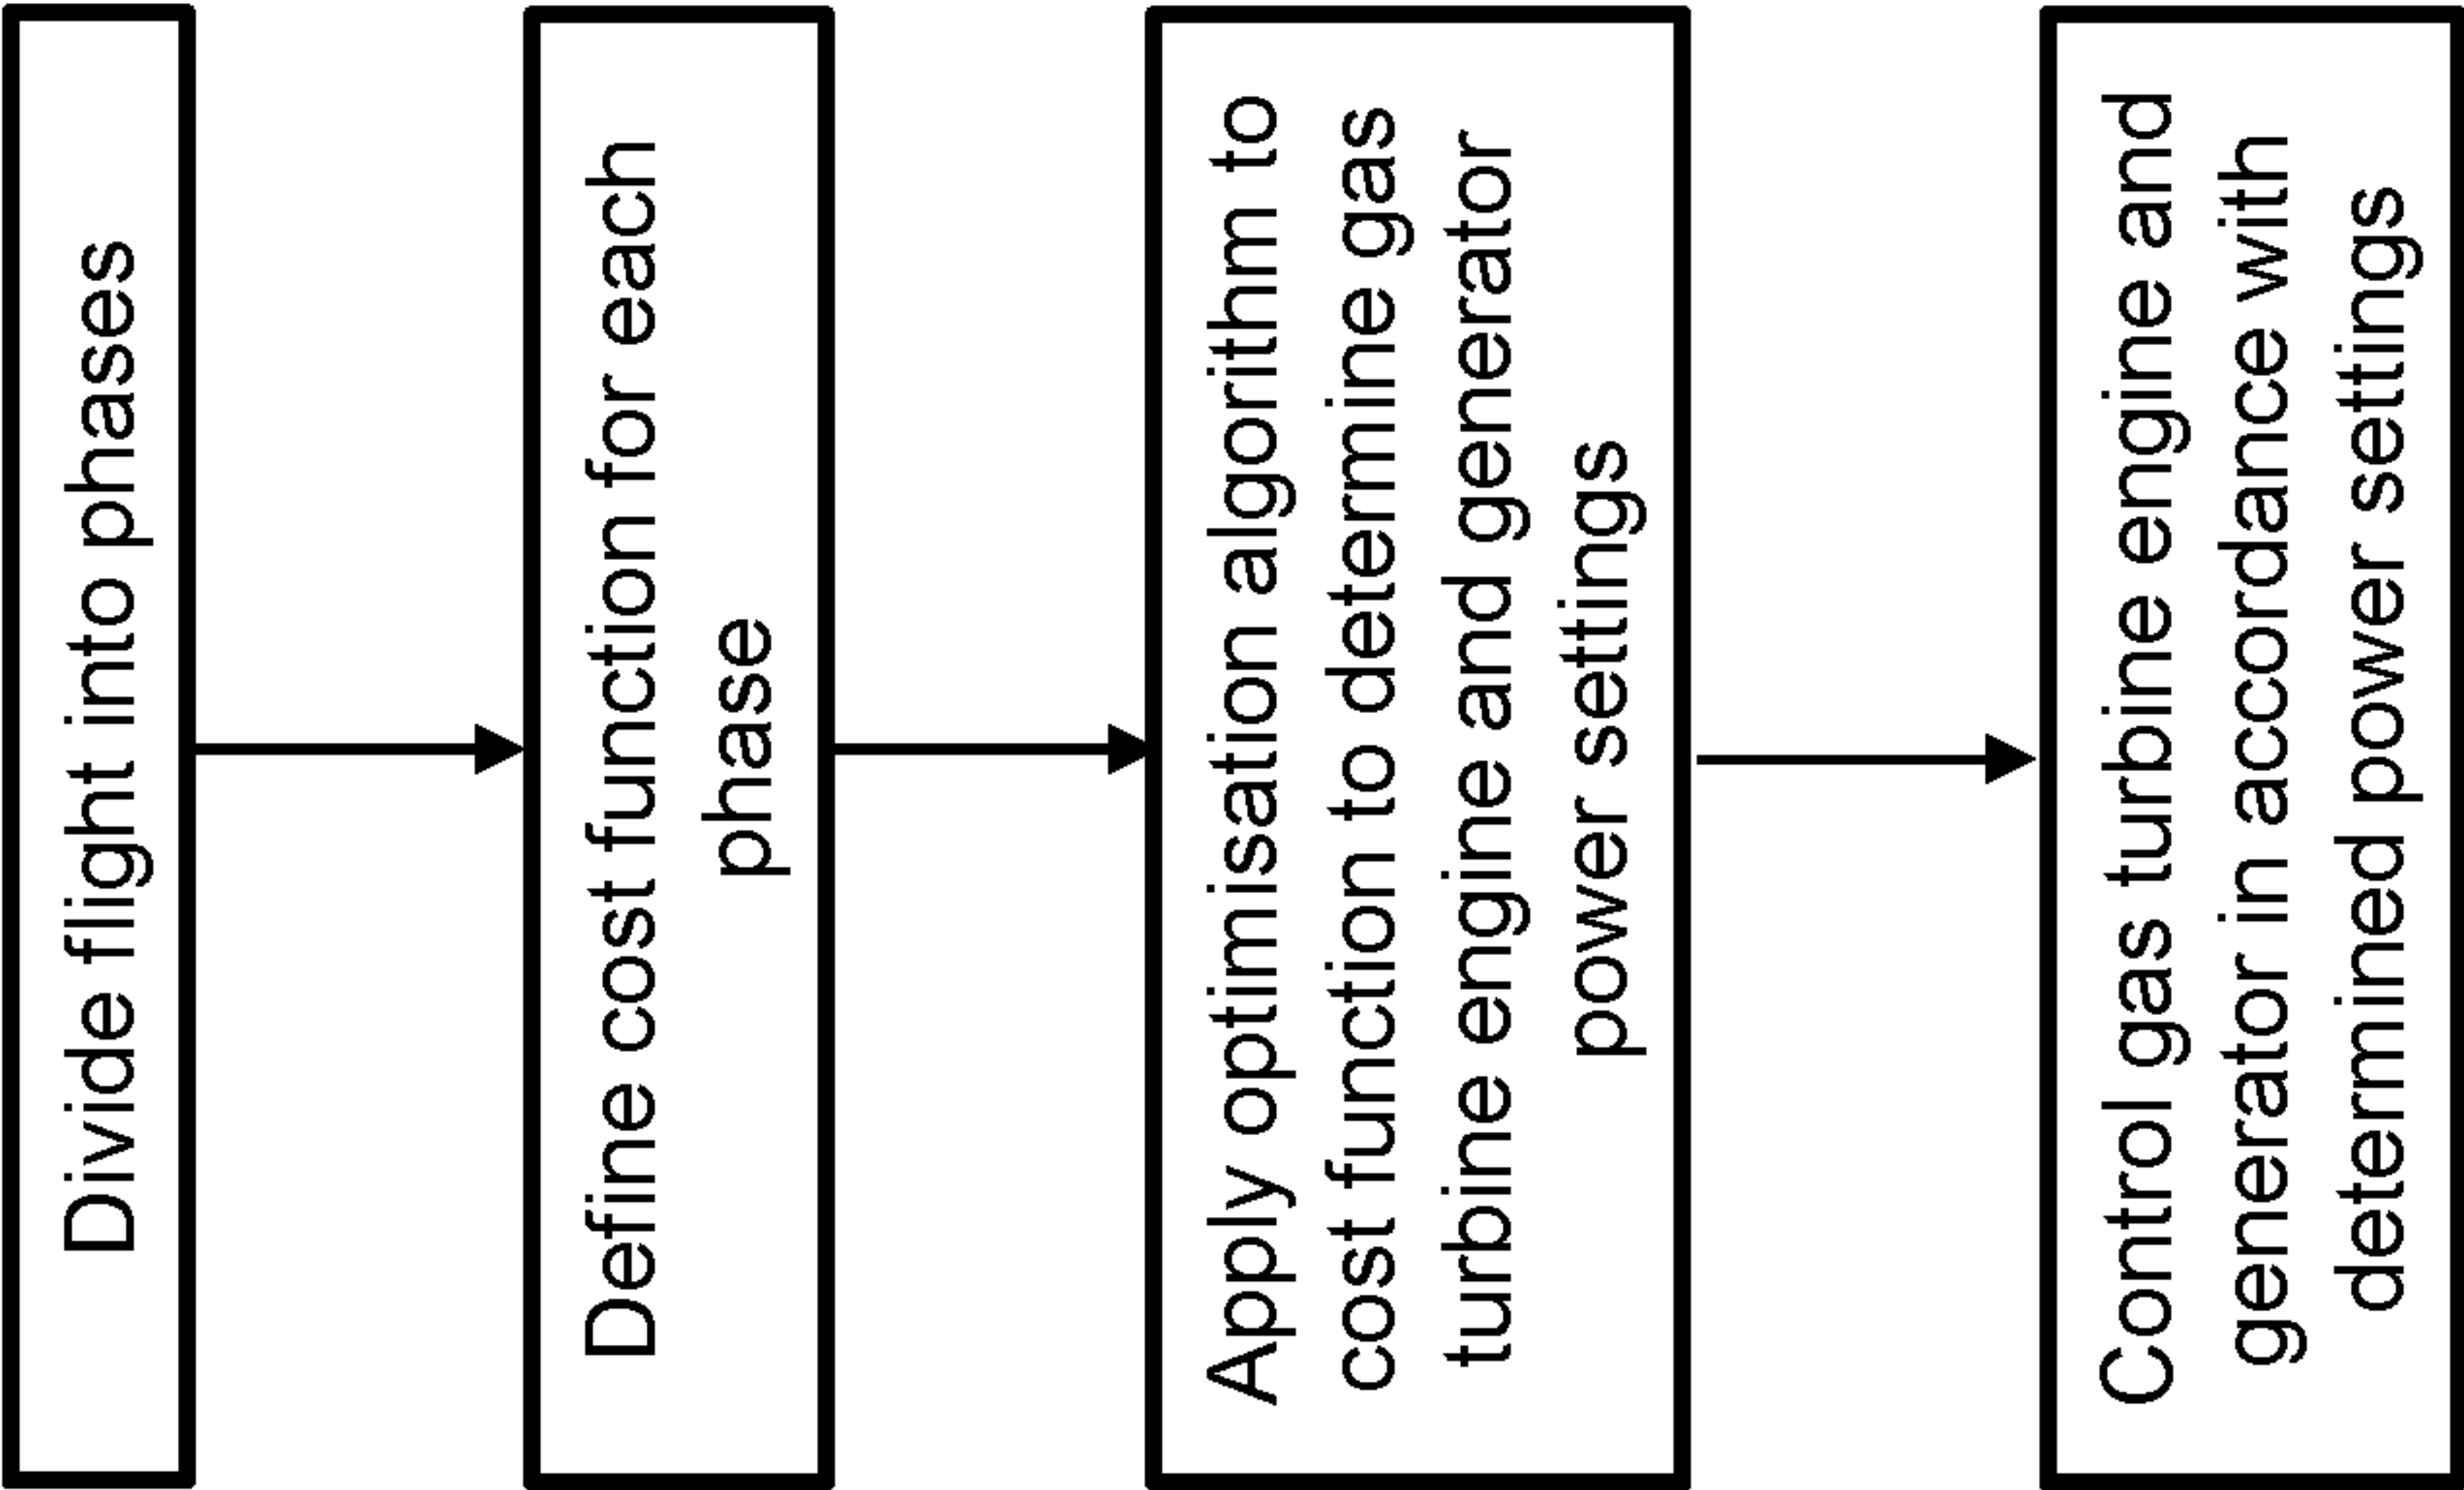 Divide flight into phases
Define cost function for each
phase
Apply optimisation algorithm to
cost function to determine gas
turbine engine and generator
power settings
Control gas turbine engine and
generator in accordance with
determined power settings